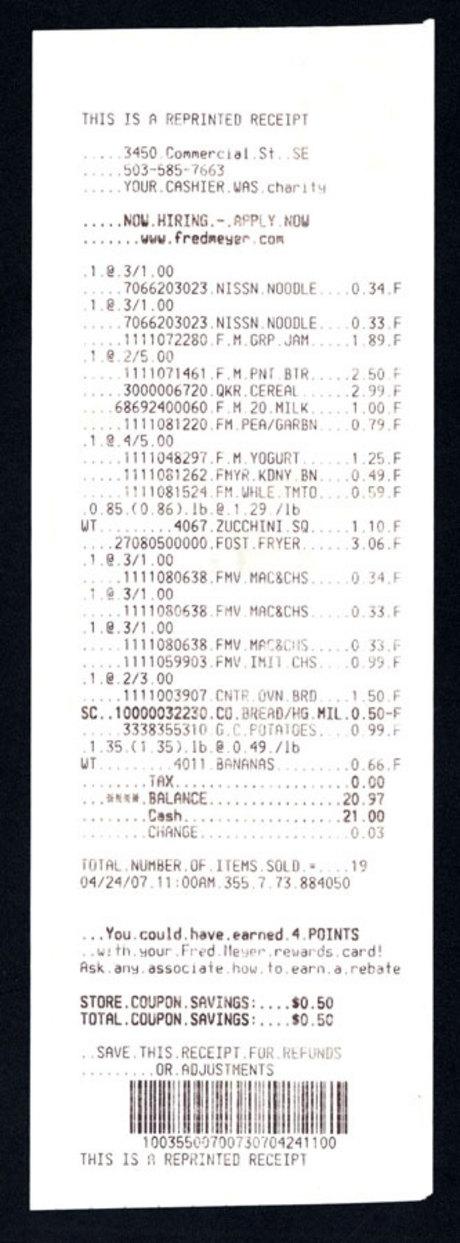 THIS IS A REPRINTED RECEIPT
.....3450.Commercial.St..SE
.....503-585-7663
.....YOUR.CASHIER.WAS.charity
.....NOW.HIRING.-.APPLY.NOW
.......www.fredmeyer.com
.1.@.3/1.00
.....7066203023.NISSN.NOODLE....0.34.F
.1.@.3/1.00
.....7066203023.NISSN.NOODLE....0.33.F
.....1111072280.F.M.GRP.JAM.....1.89.F
.1.@.2/5.00
.....1111071461.F.M.PNT.BTR.....2.50.F
.....3000006720.QKR.CEREAL......2.99.F
....68692400060.F.M.20.MILK.....1.00.F
.....1111081220.FM.PEA/GARBN....0.79.F
.1.@.4/5.00
.....1111048297.F.M.YOGURT......1.25.F
.....1111081262.FMYR.KDNY.BN....0.49.F
.....1111081524.FM.WHLE.TMTO....0.59.F
.0.85.(0.86).lb.@.1.29./lb
WT.........4067.ZUCCHINI.SQ.....1.10.F
....27080500000.FOST.FRYER......3.06.F
.1.@.3/1.00
.....1111080638.FMV.MAC&CHS.....0.34.F
.1.@.3/1.00
.....1111080638.FMV.MAC&CHS.....0.33.F
.1.@.3/1.00
.....1111080638.FMV.MAC&CHS.....0.33.F
.....1111059903.FMV.IMIT.CHS....0.99.F
.1.@.2/3.00
.....1111003907.CNTR.OVN.BRD....1.50.F
SC..10000032230.CO.BREAD/HG.MIL.0.50-F
.....3338355310.G.C.POTATOES....0.99.F
.1.35.(1.35).lb.@.0.49./lb
WT.........4011.BANANAS.........0.66.F
........TAX.....................0.00
...****.BALANCE................20.97
........Cash...................21.00
........CHANGE..................0.03
TOTAL.NUMBER.OF.ITEMS.SOLD.=....19
04/24/07.11:00AM.355.7.73.884050
...You.could.have.earned.4.POINTS
..with.your.Fred.Meyer.rewards.card!
Ask.any.associate.how.to.earn.a.rebate
STORE.COUPON.SAVINGS:....$0.50
TOTAL.COUPON.SAVINGS:....$0.50
..SAVE.THIS.RECEIPT.FOR.REFUNDS
.........OR.ADJUSTMENTS
10035500700730704241100
THIS IS A REPRINTED RECEIPT